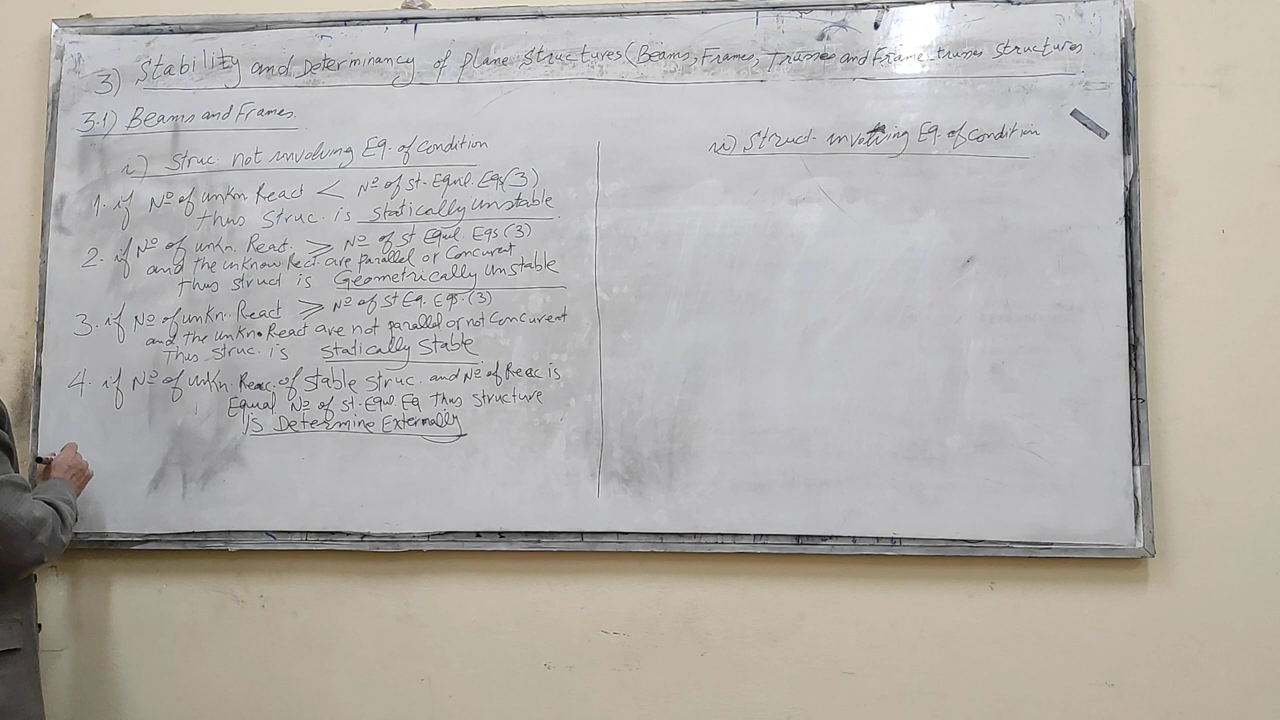 3) Stability and Determinancy of plane Structures (Beams, Frames, Trusses and Frame-truss structures
3.1) Beams and Frames.
i) Struc. not involving Eq. of Condition
1. if Nº of unkn React < Nº of st. Equl. Eqs (3)
thus Struc. is statically unstable
2. if Nº of unkn. React. ⩾ Nº of st Equl. Eqs (3)
and the unknow Rect. are parallel or Concurent
thus struct is Geometrically unstable
3. if Nº of unkn. React ⩾ Nº of St Eq. Eqs. (3)
and the unkn. React are not parallel or not Concurent
Thus struc. is statically stable
4. if Nº of unkn. Reac. of stable struc. and Nº of Reac is
Equal Nº of st. Equl. Eq thus structure
is Determine Externally
ii) Struct. involving Eq. of Condition